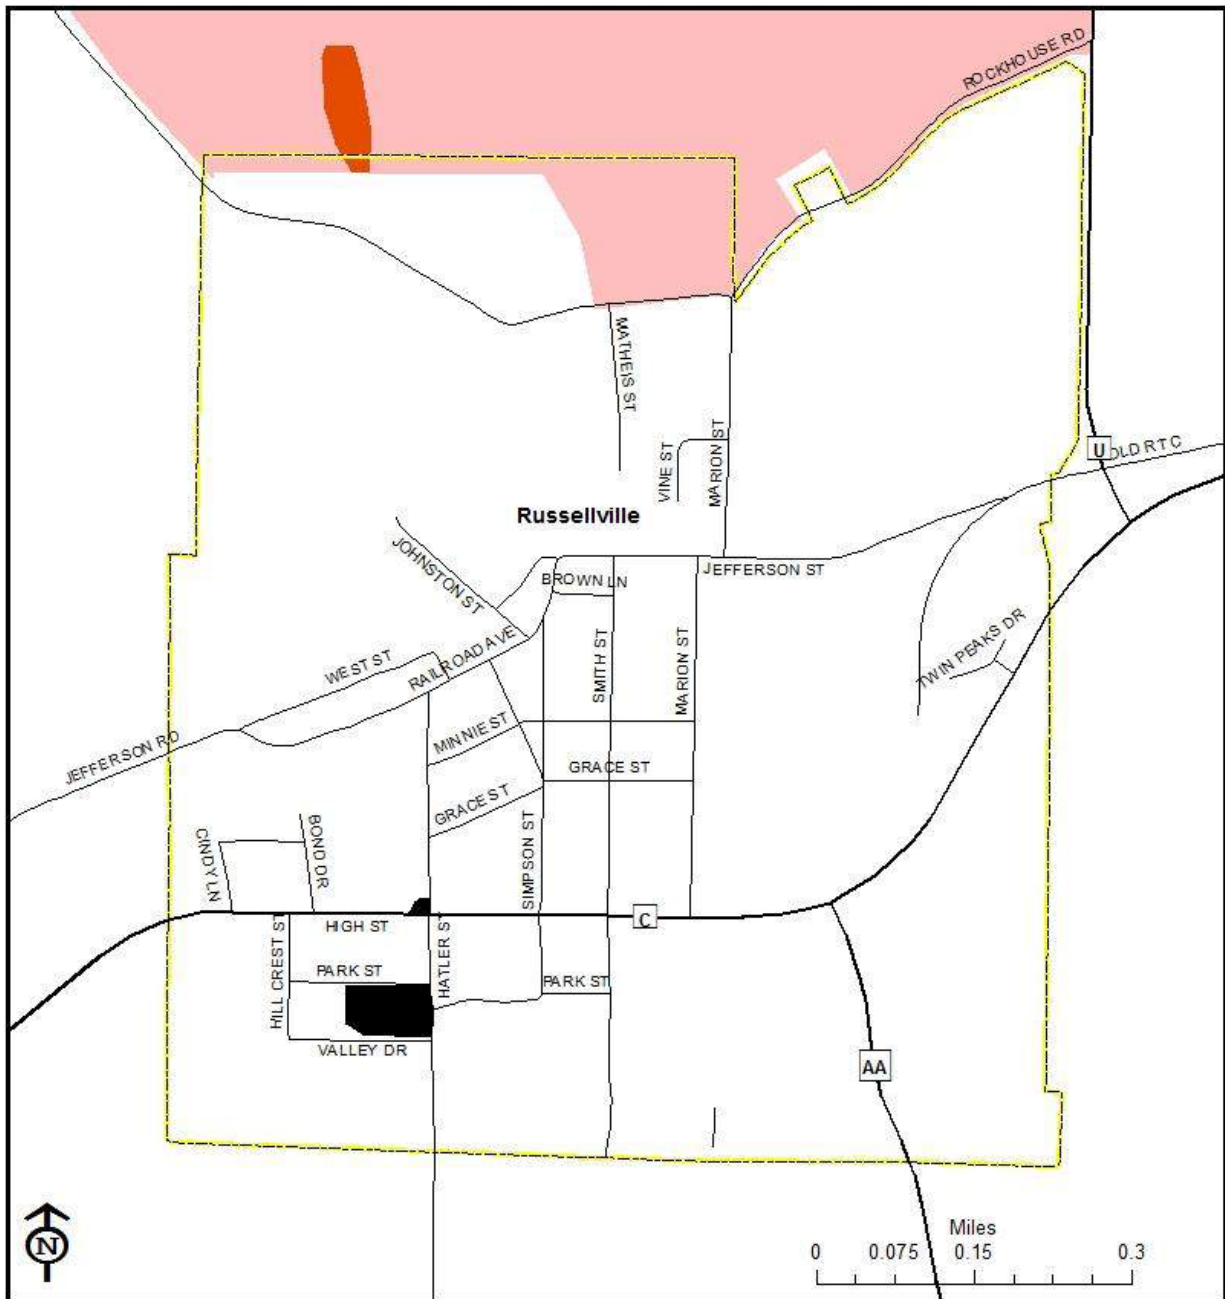 ROCKHOUSE RD
MATHEIS ST
VINE ST
MARION ST
U
OLD RT C
Russellville
JOHNSTON ST
BROWN LN
JEFFERSON ST
WEST ST
RAILROAD AVE
SMITH ST
MARION ST
TWIN PEAKS DR
JEFFERSON RD
MINNIE ST
GRACE ST
GRACE ST
CINDY LN
BOND DR
SIMPSON ST
HIGH ST
C
HILL CREST ST
HATLER ST
PARK ST
PARK ST
VALLEY DR
AA
N
Miles
0 0.075 0.15 0.3